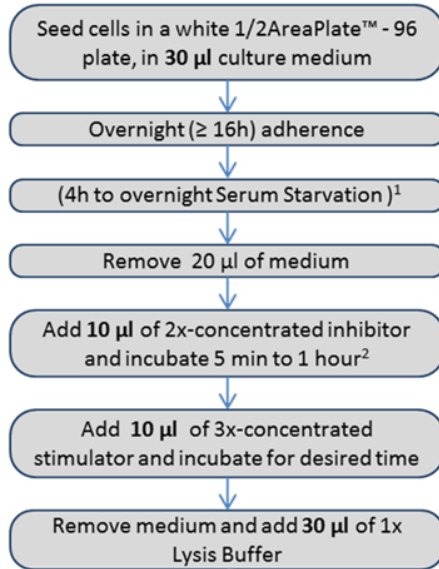 Seed cells in a white 1/2AreaPlate™ - 96
plate, in 30 µl culture medium
Overnight (≥ 16h) adherence
(4h to overnight Serum Starvation )¹
Remove 20 µl of medium
Add 10 µl of 2x-concentrated inhibitor
and incubate 5 min to 1 hour²
Add 10 µl of 3x-concentrated
stimulator and incubate for desired time
Remove medium and add 30 µl of 1x
Lysis Buffer